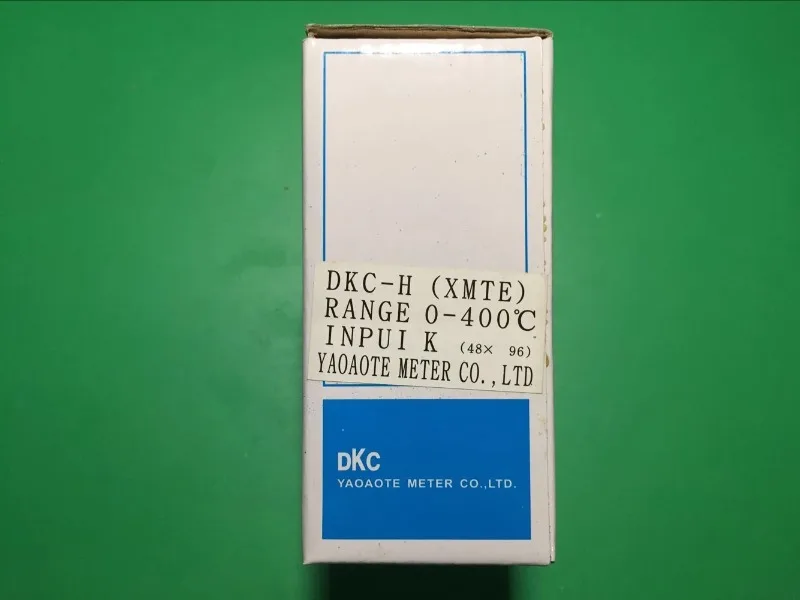 DKC-H (XMTE)
RANGE 0-400℃
INPUI K (48× 96)
YAOAOTE METER CO.,LTD
DKC
YAOAOTE METER CO.,LTD.